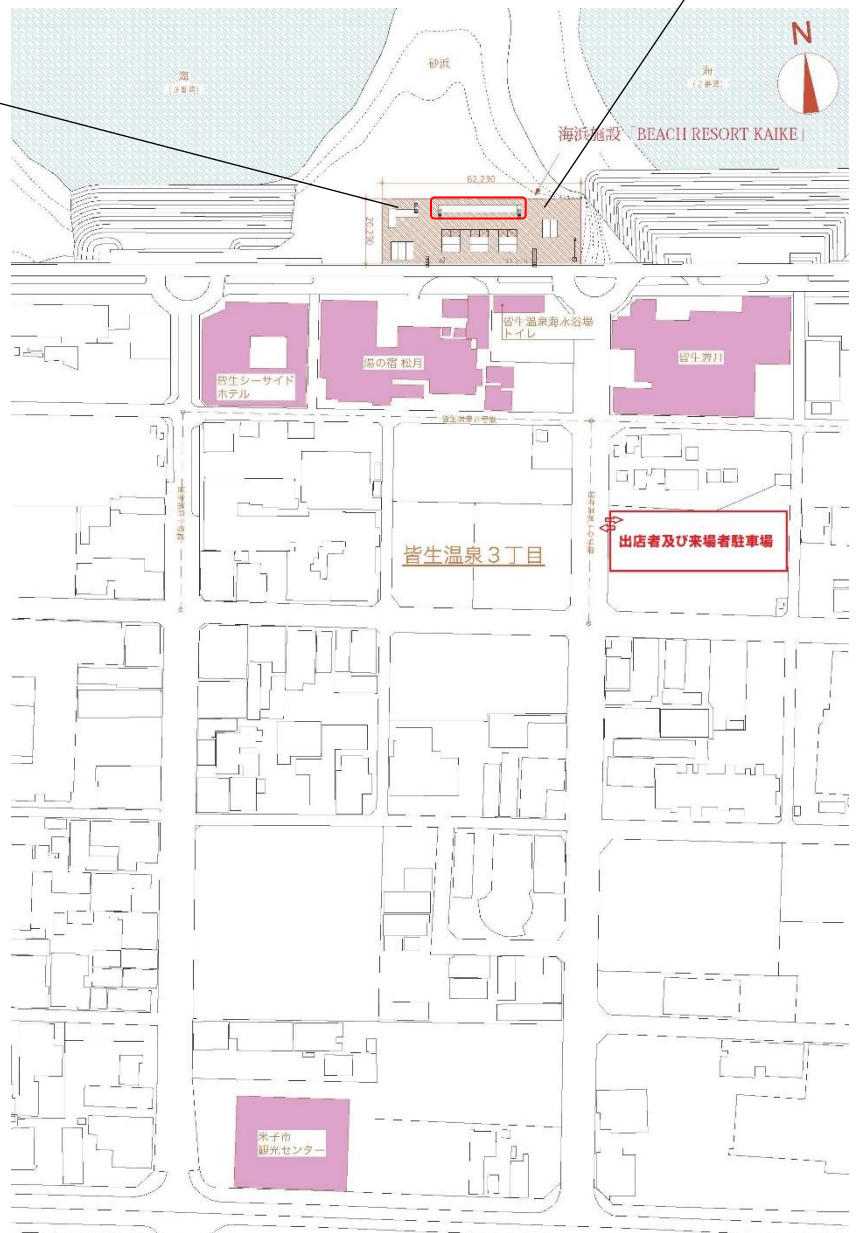 N
海
(3番港)
砂浜
海
(2番港)
海浜施設「BEACH RESORT KAIKE」
62,230
20,230
皆生温泉海水浴場
トイレ
湯の宿 松月
皆生游月
皆生シーサイド
ホテル
出店者及び来場者駐車場
皆生温泉3丁目
米子市
観光センター